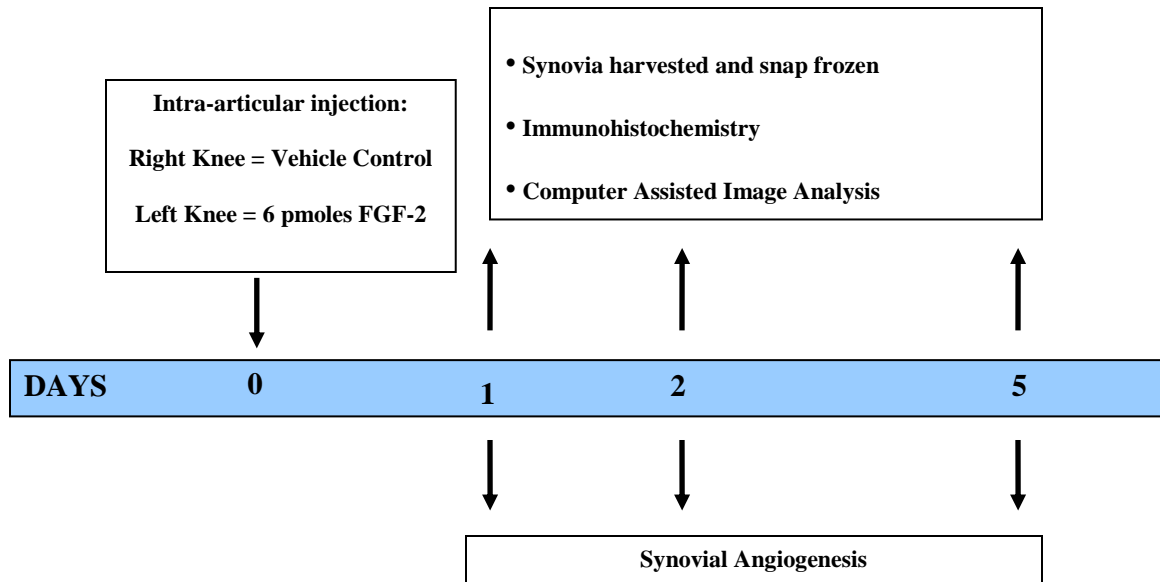 Intra-articular injection:
Right Knee = Vehicle Control
Left Knee = 6 pmoles FGF-2
• Synovia harvested and snap frozen
• Immunohistochemistry
• Computer Assisted Image Analysis
DAYS 0 1 2 5
Synovial Angiogenesis